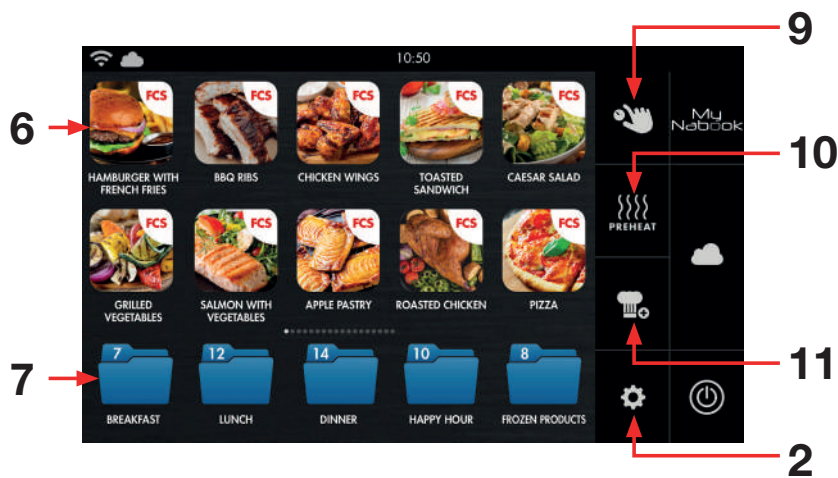 9
10:50
6
FCS
FCS
FCS
FCS
FCS
My
Nabook
HAMBURGER WITH
FRENCH FRIES
BBQ RIBS
CHICKEN WINGS
TOASTED
SANDWICH
CAESAR SALAD
10
PREHEAT
FCS
FCS
FCS
FCS
FCS
GRILLED
VEGETABLES
SALMON WITH
VEGETABLES
APPLE PASTRY
ROASTED CHICKEN
PIZZA
11
7
7
12
14
10
8
BREAKFAST
LUNCH
DINNER
HAPPY HOUR
FROZEN PRODUCTS
2